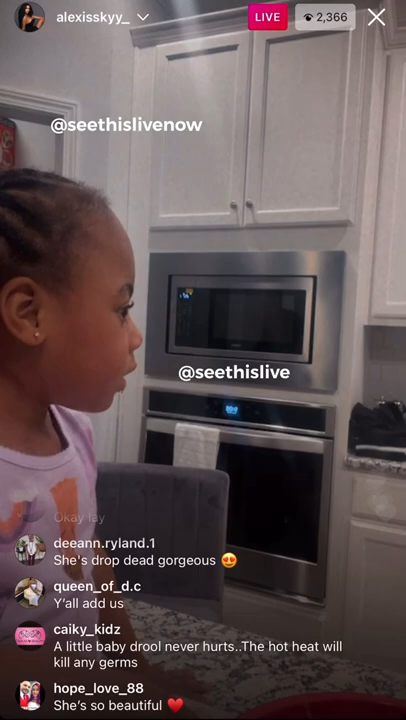 alexisskyy_
LIVE
2,366
@seethislivenow
@seethislive
Okay lay
deeann.ryland.1
She's drop dead gorgeous 😍
queen_of_d.c
Y'all add us
caiky_kidz
A little baby drool never hurts..The hot heat will
kill any germs
hope_love_88
She's so beautiful ❤️